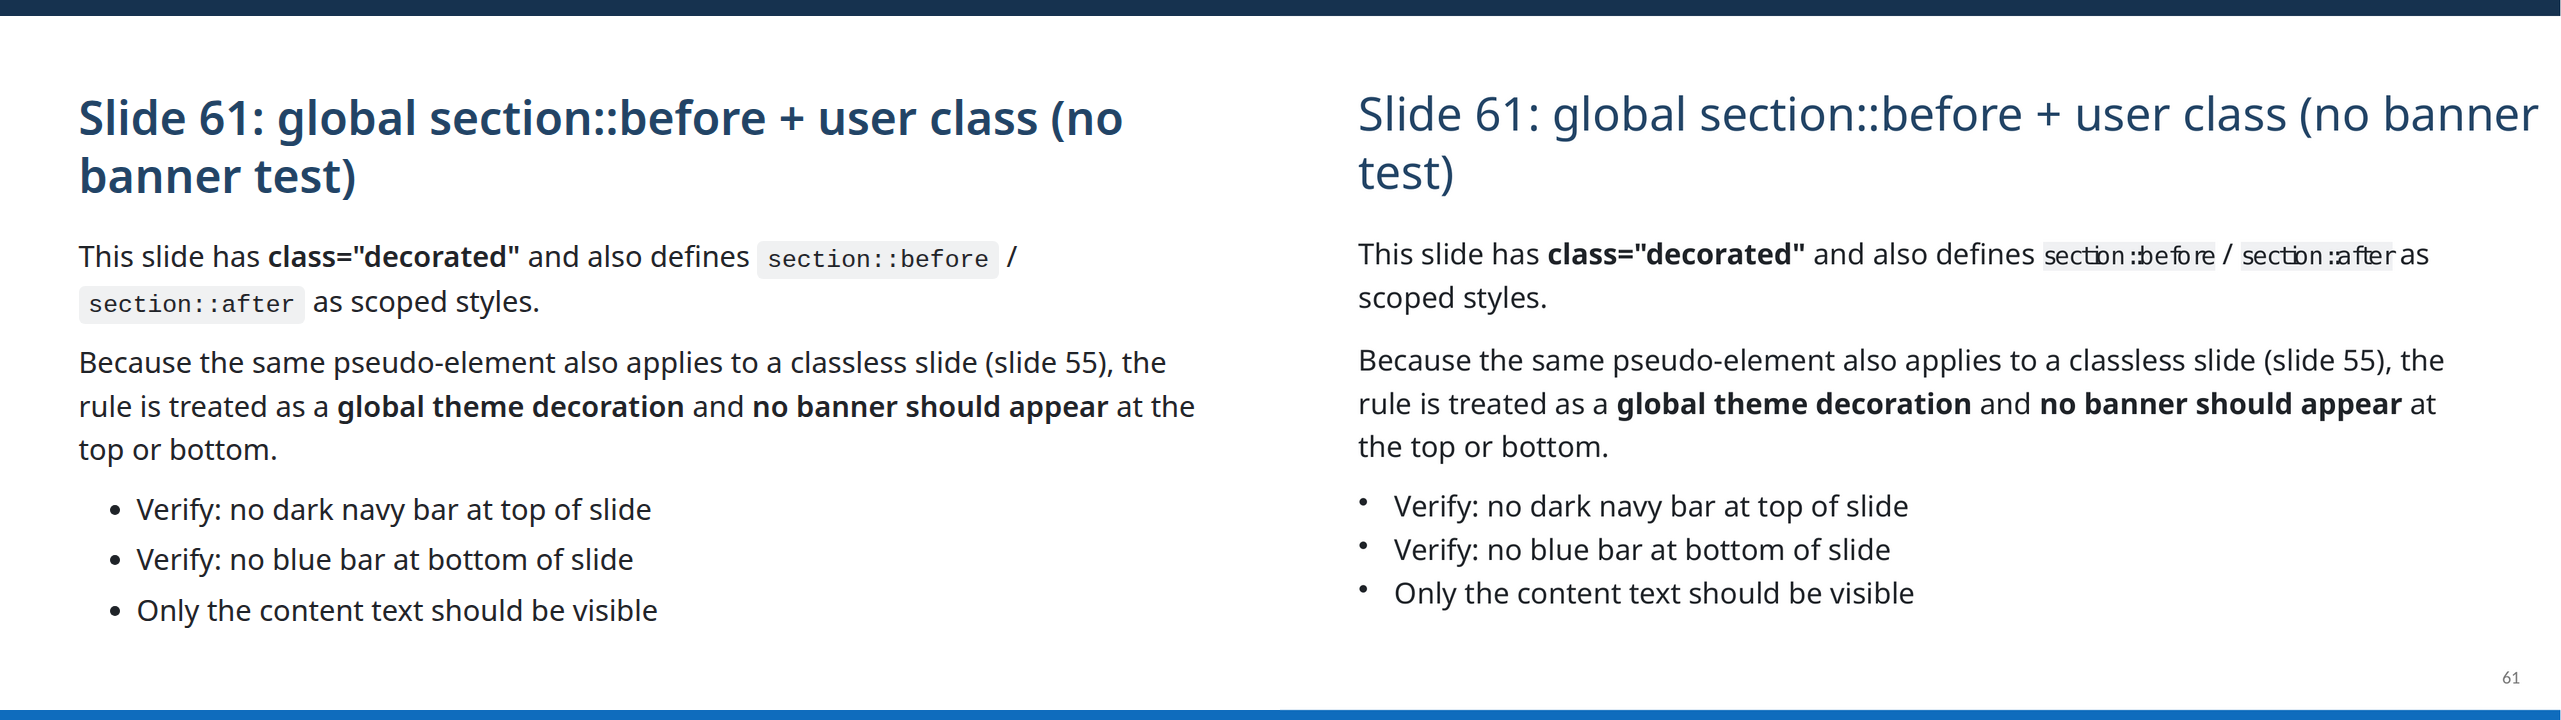 Slide 61: global section::before + user class (no
banner test)
This slide has class="decorated" and also defines section::before /
section::after as scoped styles.
Because the same pseudo-element also applies to a classless slide (slide 55), the
rule is treated as a global theme decoration and no banner should appear at the
top or bottom.
• Verify: no dark navy bar at top of slide
• Verify: no blue bar at bottom of slide
• Only the content text should be visible
Slide 61: global section::before + user class (no banner
test)
This slide has class="decorated" and also defines section::before / section::after as
scoped styles.
Because the same pseudo-element also applies to a classless slide (slide 55), the
rule is treated as a global theme decoration and no banner should appear at
the top or bottom.
• Verify: no dark navy bar at top of slide
• Verify: no blue bar at bottom of slide
• Only the content text should be visible
61